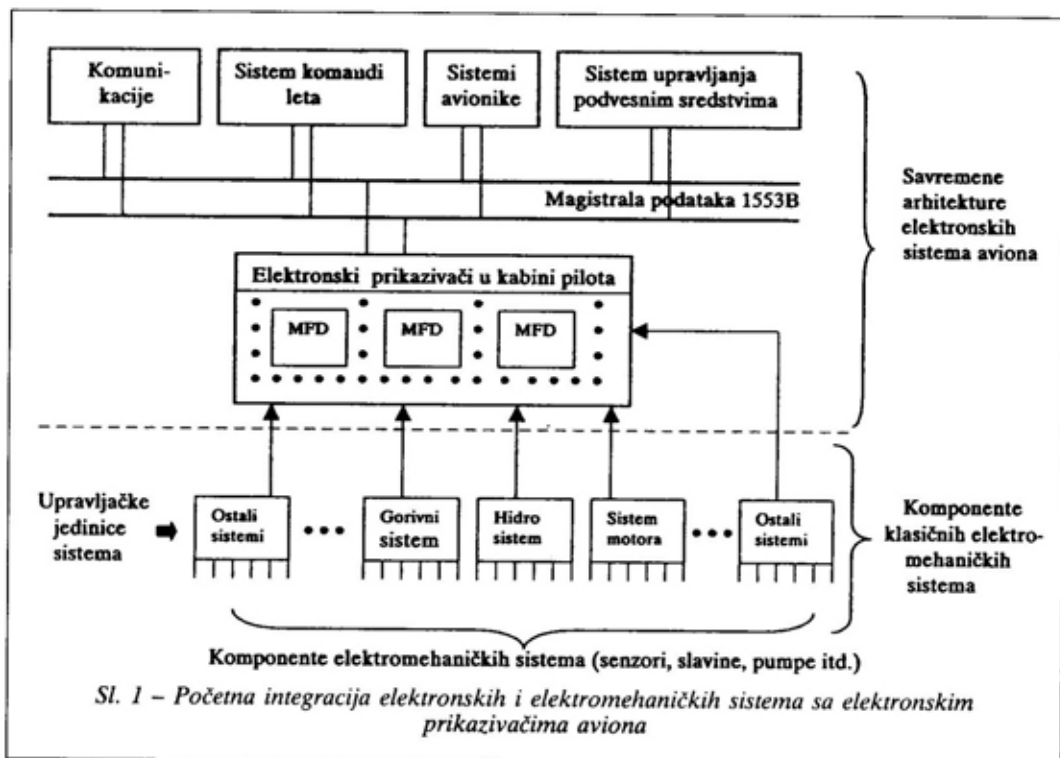 Komuni-
kacije
Sistem komaudi
leta
Sistemi
avionike
Sistem upravljanja
podvesnim sredstvima
Magistrala podataka 1553B
Savremene
arhitekture
elektronskih
sistema aviona
Elektronski prikazivači u kabini pilota
MFD
MFD
MFD
Upravljačke
jedinice
sistema
Ostali
sistemi
Gorivni
sistem
Hidro
sistem
Sistem
motora
Ostali
sistemi
Komponente
klasičnih elektro-
mehaničkih
sistema
Komponente elektromehaničkih sistema (senzori, slavine, pumpe itd.)
Sl. 1 – Početna integracija elektronskih i elektromehaničkih sistema sa elektronskim
prikazivačima aviona